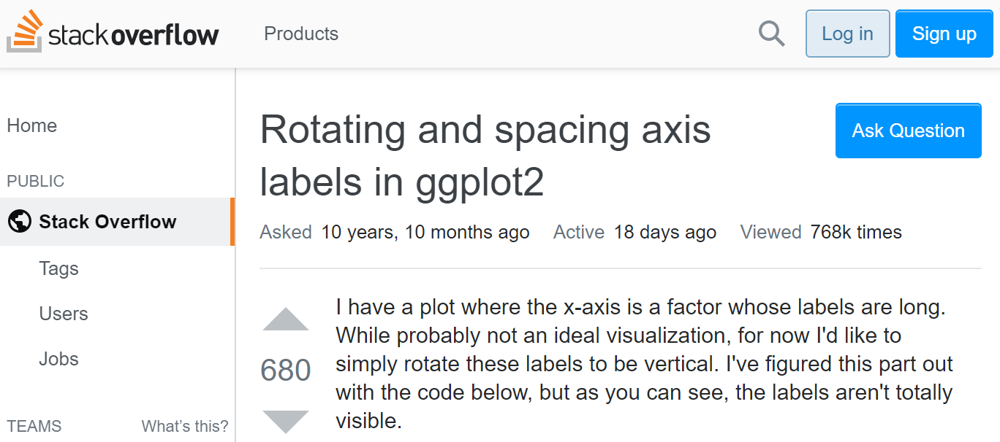 stack overflow
Products
Log in
Sign up
Home
PUBLIC
Stack Overflow
Tags
Users
Jobs
TEAMS
What's this?
Rotating and spacing axis
labels in ggplot2
Ask Question
Asked 10 years, 10 months ago Active 18 days ago Viewed 768k times
680
I have a plot where the x-axis is a factor whose labels are long.
While probably not an ideal visualization, for now I'd like to
simply rotate these labels to be vertical. I've figured this part out
with the code below, but as you can see, the labels aren't totally
visible.